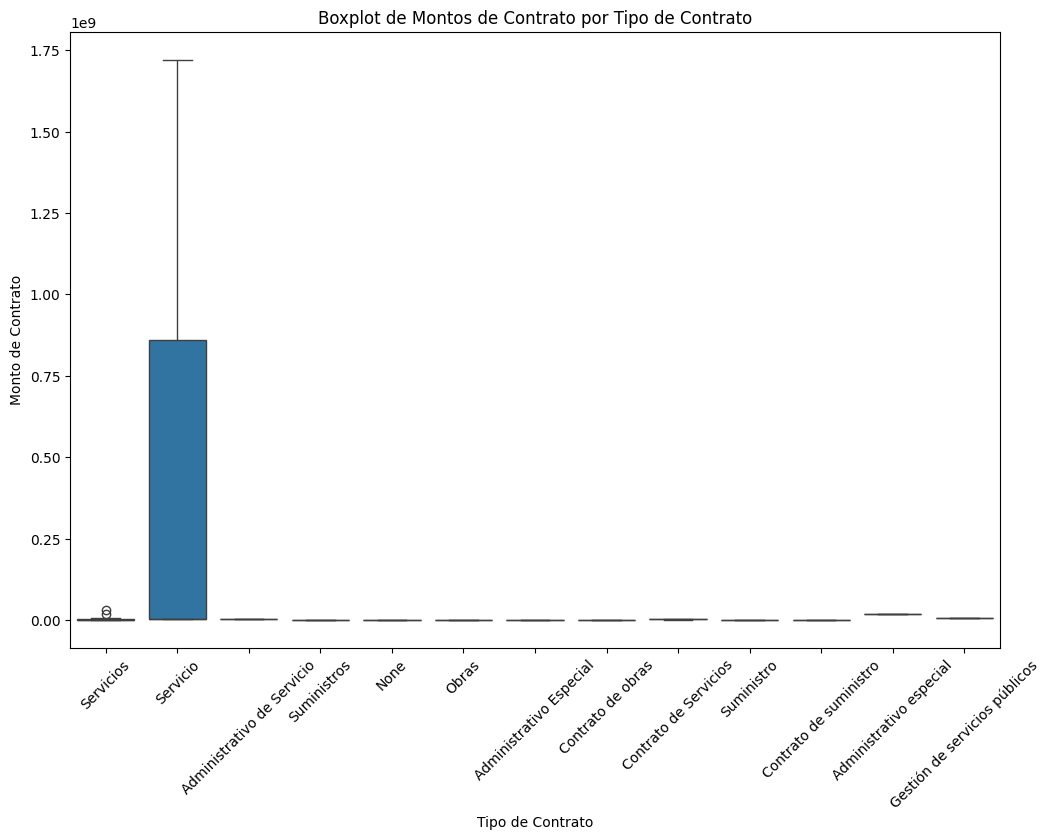 Boxplot de Montos de Contrato por Tipo de Contrato
1e9
1.75
1.50
1.25
1.00
0.75
0.50
0.25
0.00
Monto de Contrato
Servicios
Servicio
Administrativo de Servicio
Suministros
None
Obras
Administrativo Especial
Contrato de obras
Contrato de Servicios
Suministro
Contrato de suministro
Administrativo especial
Gestión de servicios públicos
Tipo de Contrato